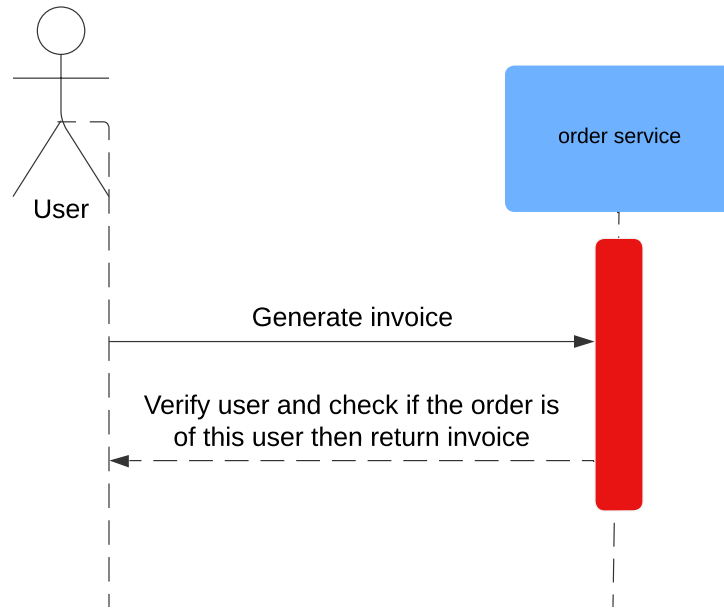 order service
User
Generate invoice
Verify user and check if the order is
of this user then return invoice